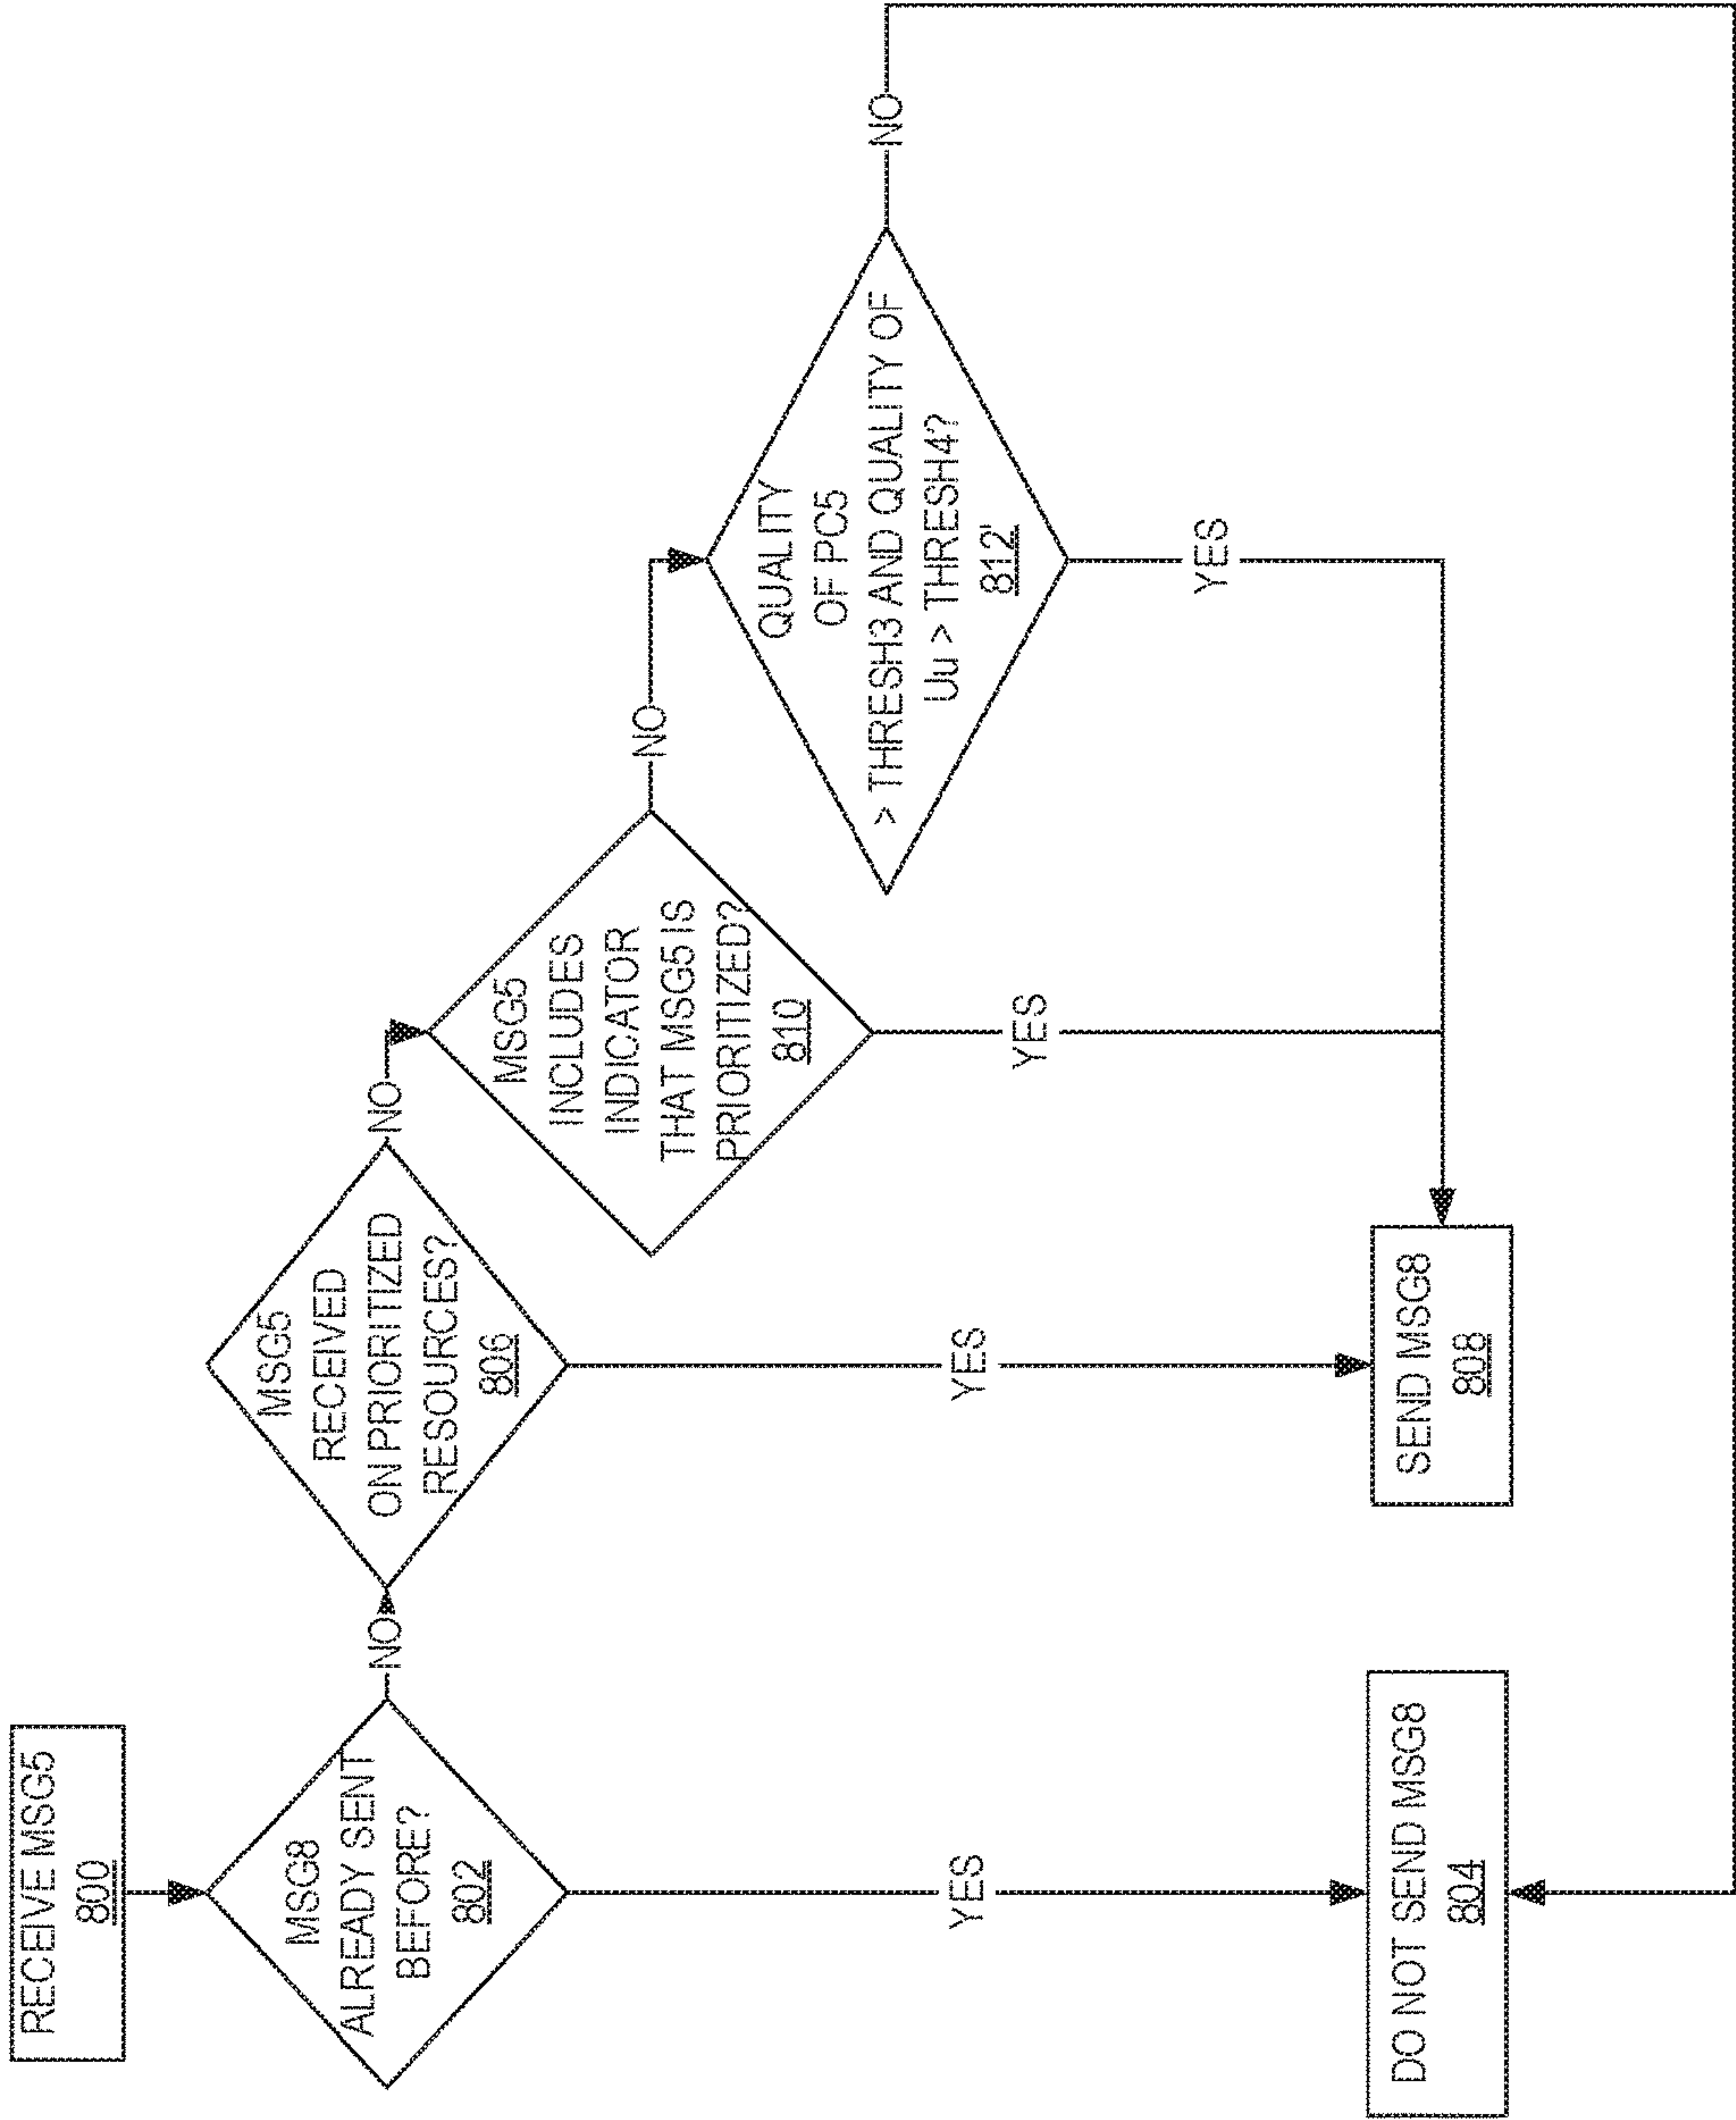 RECEIVE MSG5
800
MSG8
ALREADY SENT
BEFORE?
802
NO
YES
DO NOT SEND MSG8
804
MSG5
RECEIVED
ON PRIORITIZED
RESOURCES?
806
NO
YES
SEND MSG8
808
MSG5
INCLUDES
INDICATOR
THAT MSG5 IS
PRIORITIZED?
810
NO
YES
QUALITY
OF PC5
> THRESH3 AND QUALITY OF
Uu > THRESH4?
812'
NO
YES